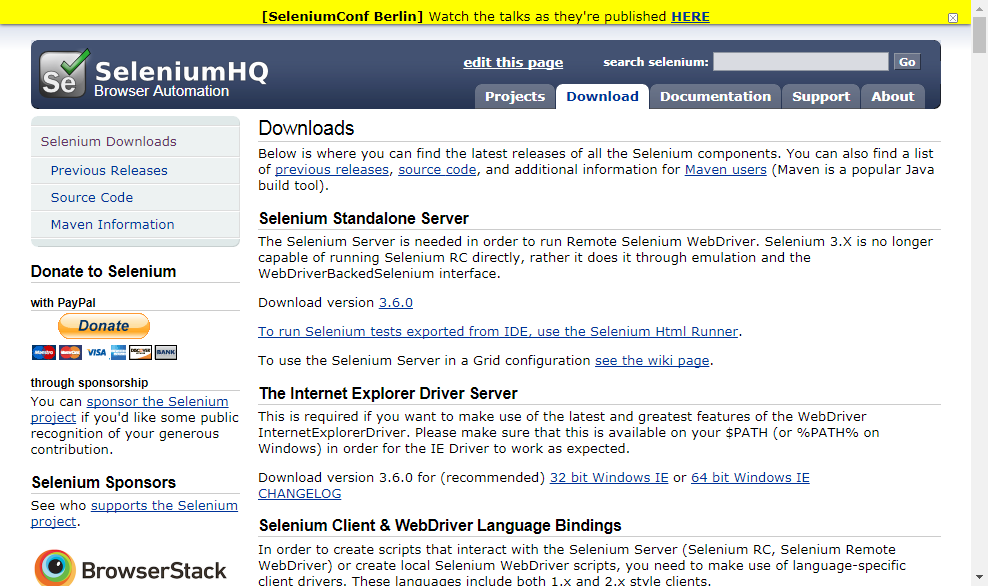 [SeleniumConf Berlin] Watch the talks as they're published HERE
Se
SeleniumHQ
Browser Automation
edit this page
search selenium:
Go
Projects
Download
Documentation
Support
About
Selenium Downloads
Previous Releases
Source Code
Maven Information
Donate to Selenium
with PayPal
Donate
Maestro
MasterCard
VISA
DISCOVER
BANK
through sponsorship
You can sponsor the Selenium
project if you'd like some public
recognition of your generous
contribution.
Selenium Sponsors
See who supports the Selenium
project.
BrowserStack
Downloads
Below is where you can find the latest releases of all the Selenium components. You can also find a list
of previous releases, source code, and additional information for Maven users (Maven is a popular Java
build tool).
Selenium Standalone Server
The Selenium Server is needed in order to run Remote Selenium WebDriver. Selenium 3.X is no longer
capable of running Selenium RC directly, rather it does it through emulation and the
WebDriverBackedSelenium interface.
Download version 3.6.0
To run Selenium tests exported from IDE, use the Selenium Html Runner.
To use the Selenium Server in a Grid configuration see the wiki page.
The Internet Explorer Driver Server
This is required if you want to make use of the latest and greatest features of the WebDriver
InternetExplorerDriver. Please make sure that this is available on your $PATH (or %PATH% on
Windows) in order for the IE Driver to work as expected.
Download version 3.6.0 for (recommended) 32 bit Windows IE or 64 bit Windows IE
CHANGELOG
Selenium Client & WebDriver Language Bindings
In order to create scripts that interact with the Selenium Server (Selenium RC, Selenium Remote
WebDriver) or create local Selenium WebDriver scripts, you need to make use of language-specific
client drivers. These languages include both 1.x and 2.x style clients.